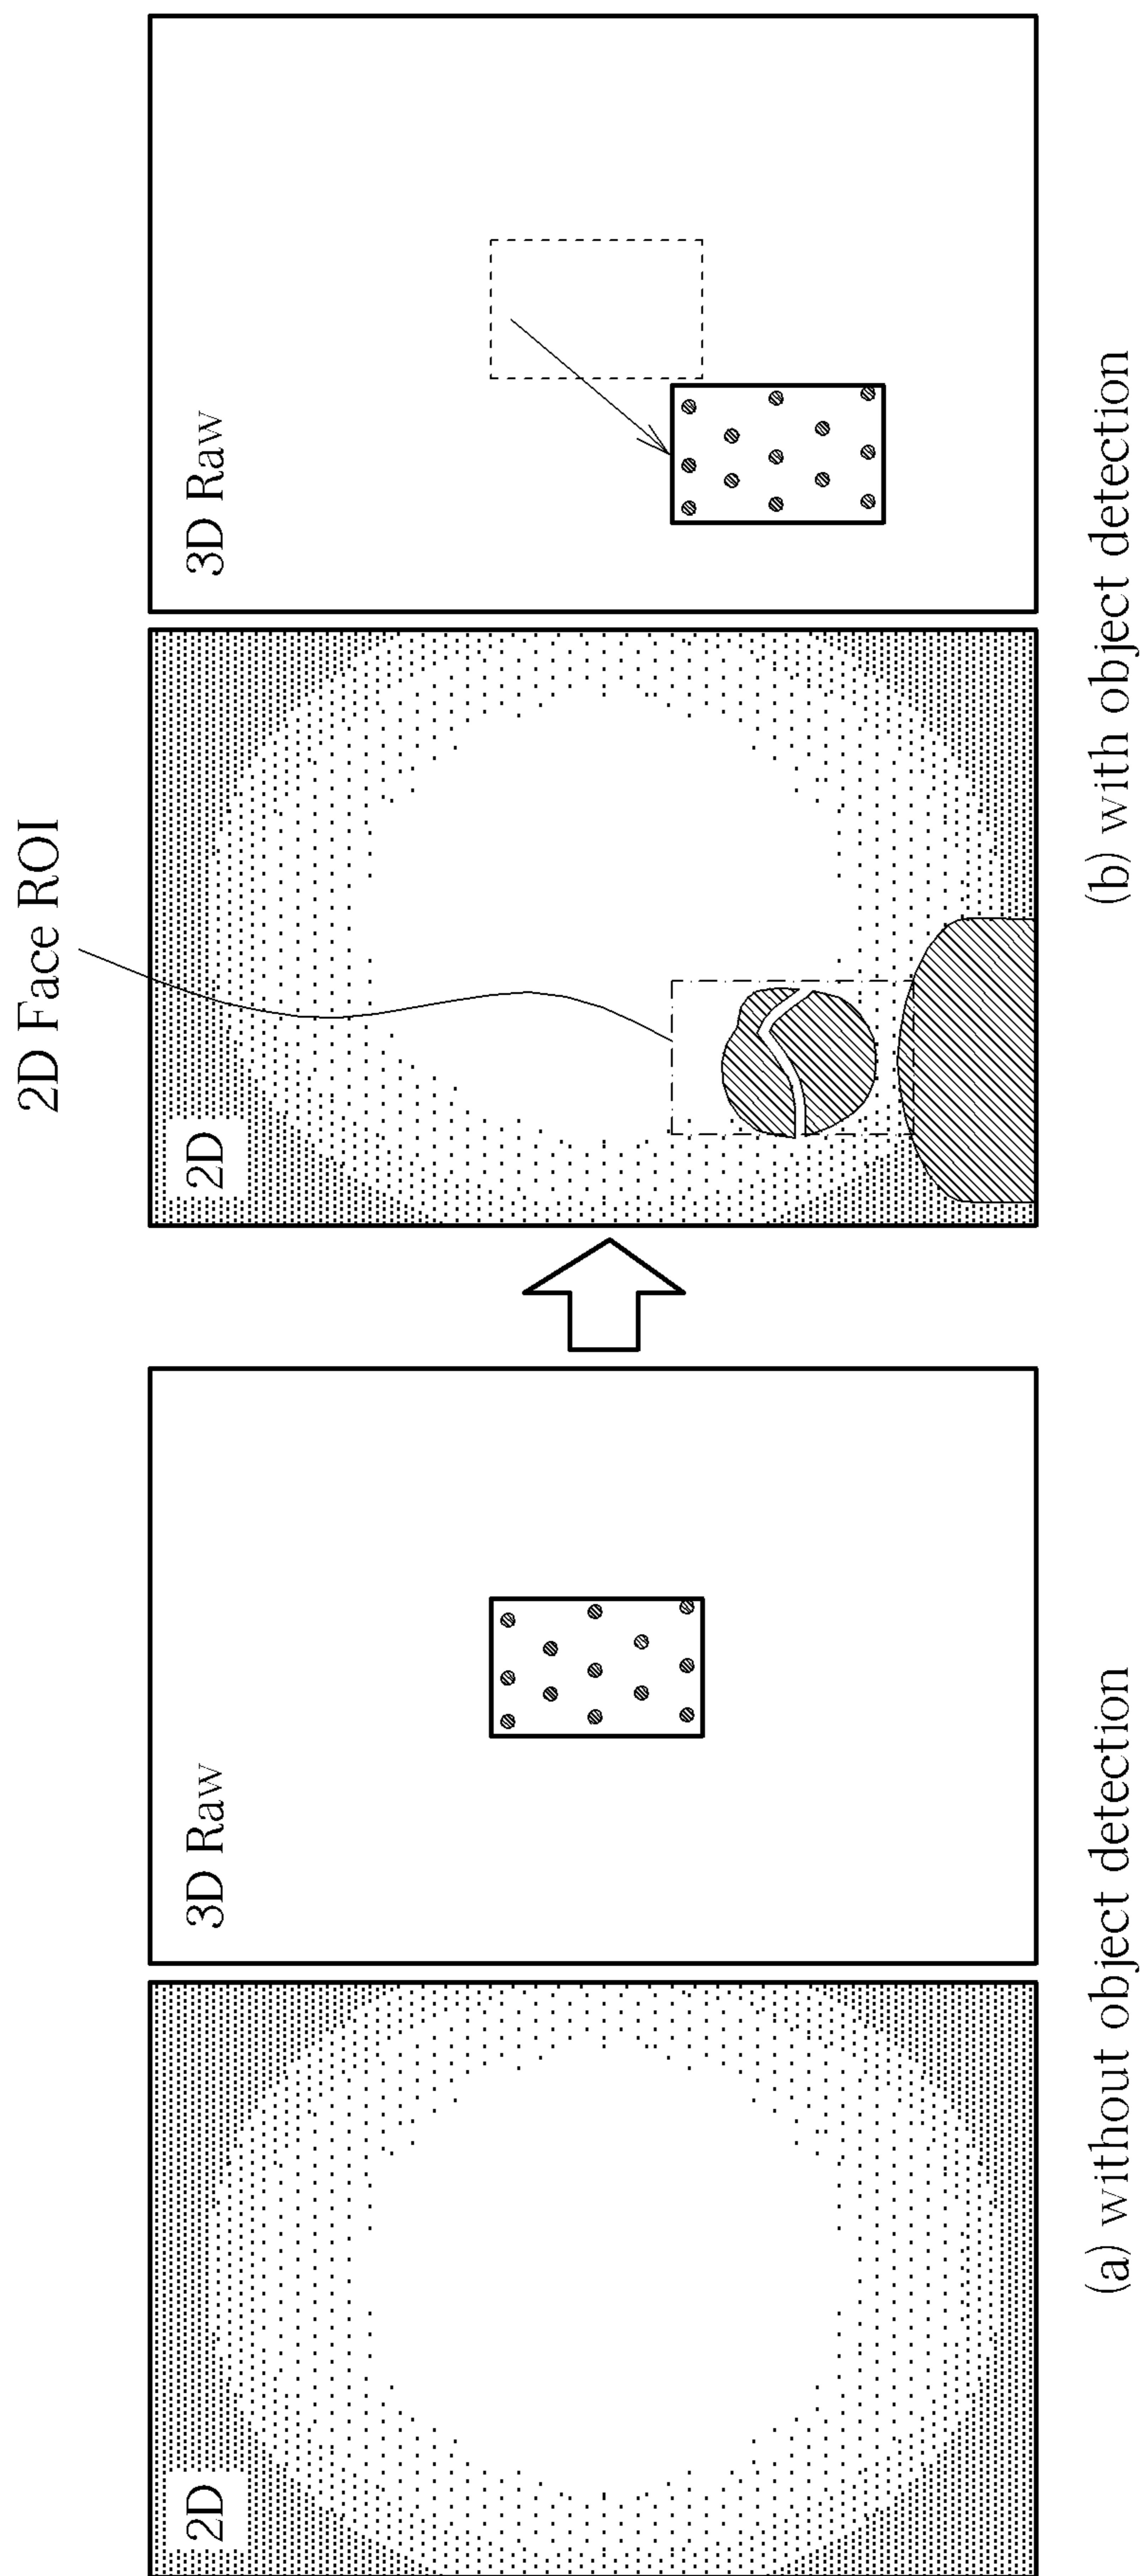 2D Face ROI
2D
3D Raw
2D
3D Raw
(a) without object detection
(b) with object detection